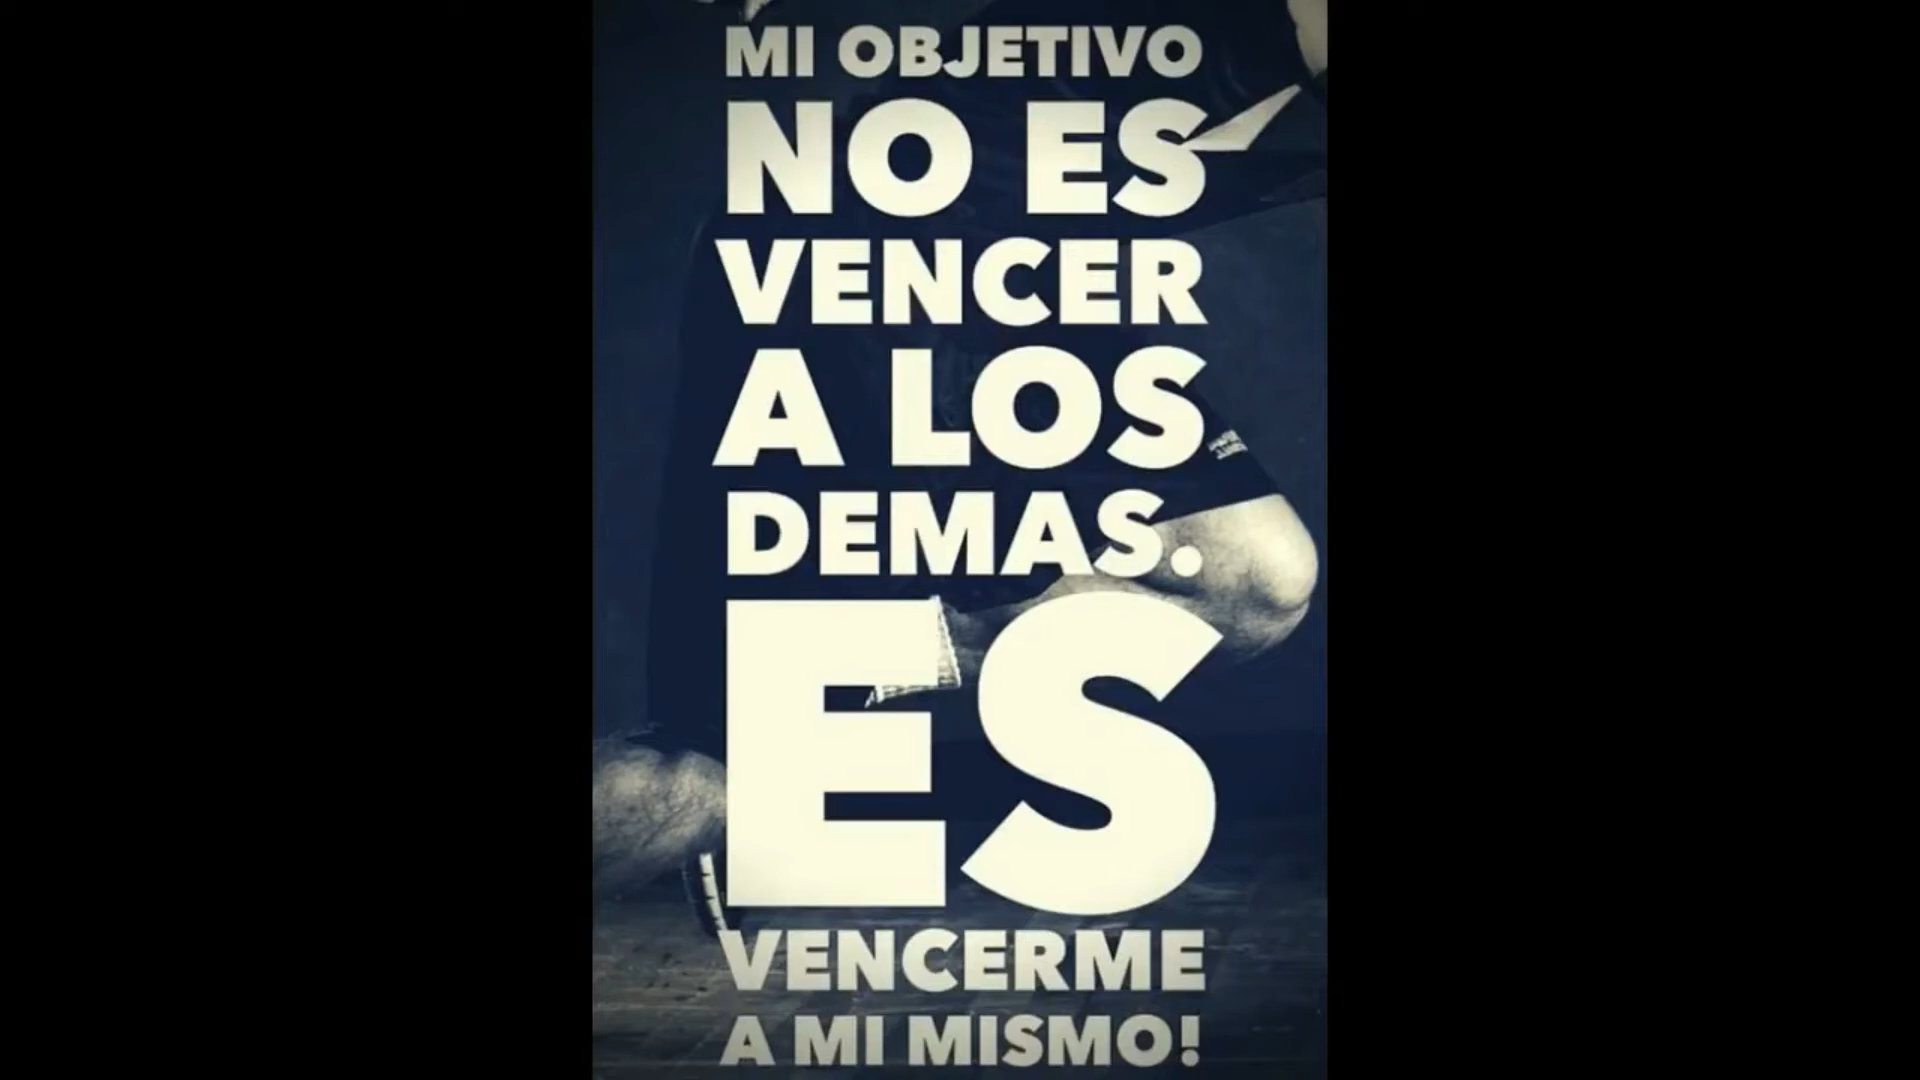 MI OBJETIVO
NO ES
VENCER
A LOS
DEMAS.
ES
VENCERME
A MI MISMO!